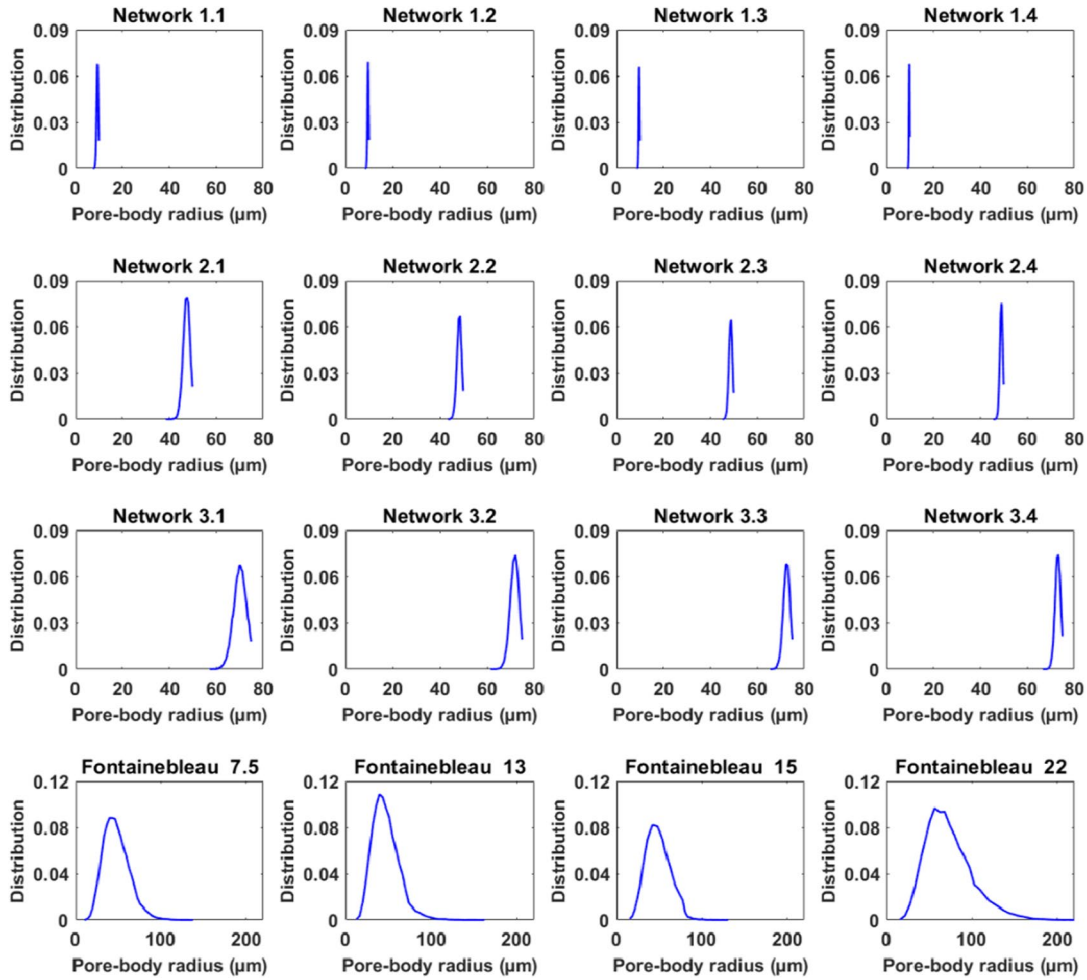 Network 1.1 Network 1.2 Network 1.3 Network 1.4
0.09 0.09 0.09 0.09
0.06 0.06 0.06 0.06
0.03 0.03 0.03 0.03
0 0 0 0
Distribution Distribution Distribution Distribution
0 20 40 60 80 0 20 40 60 80 0 20 40 60 80 0 20 40 60 80
Pore-body radius (µm) Pore-body radius (µm) Pore-body radius (µm) Pore-body radius (µm)
Network 2.1 Network 2.2 Network 2.3 Network 2.4
0.09 0.09 0.09 0.09
0.06 0.06 0.06 0.06
0.03 0.03 0.03 0.03
0 0 0 0
Distribution Distribution Distribution Distribution
0 20 40 60 80 0 20 40 60 80 0 20 40 60 80 0 20 40 60 80
Pore-body radius (µm) Pore-body radius (µm) Pore-body radius (µm) Pore-body radius (µm)
Network 3.1 Network 3.2 Network 3.3 Network 3.4
0.09 0.09 0.09 0.09
0.06 0.06 0.06 0.06
0.03 0.03 0.03 0.03
0 0 0 0
Distribution Distribution Distribution Distribution
0 20 40 60 80 0 20 40 60 80 0 20 40 60 80 0 20 40 60 80
Pore-body radius (µm) Pore-body radius (µm) Pore-body radius (µm) Pore-body radius (µm)
Fontainebleau 7.5 Fontainebleau 13 Fontainebleau 15 Fontainebleau 22
0.12 0.12 0.12 0.12
0.08 0.08 0.08 0.08
0.04 0.04 0.04 0.04
0 0 0 0
Distribution Distribution Distribution Distribution
0 100 200 0 100 200 0 100 200 0 100 200
Pore-body radius (µm) Pore-body radius (µm) Pore-body radius (µm) Pore-body radius (µm)